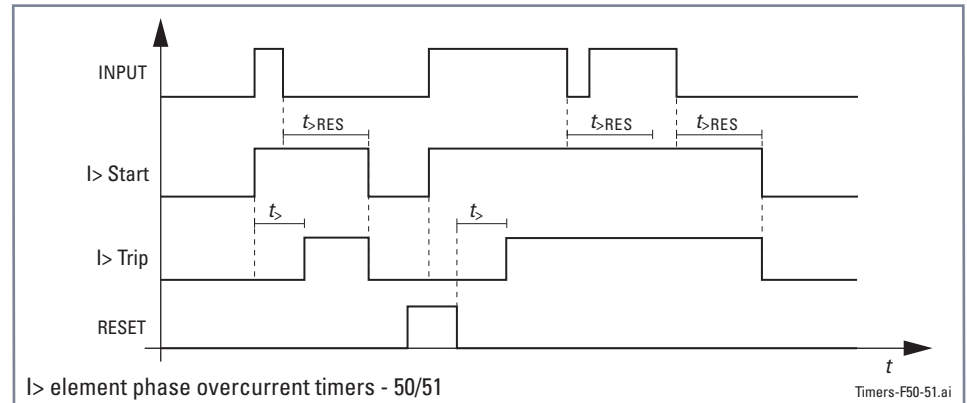 INPUT
t>RES
t>RES
t>RES
I> Start
t>
t>
I> Trip
RESET
t
I> element phase overcurrent timers - 50/51
Timers-F50-51.ai